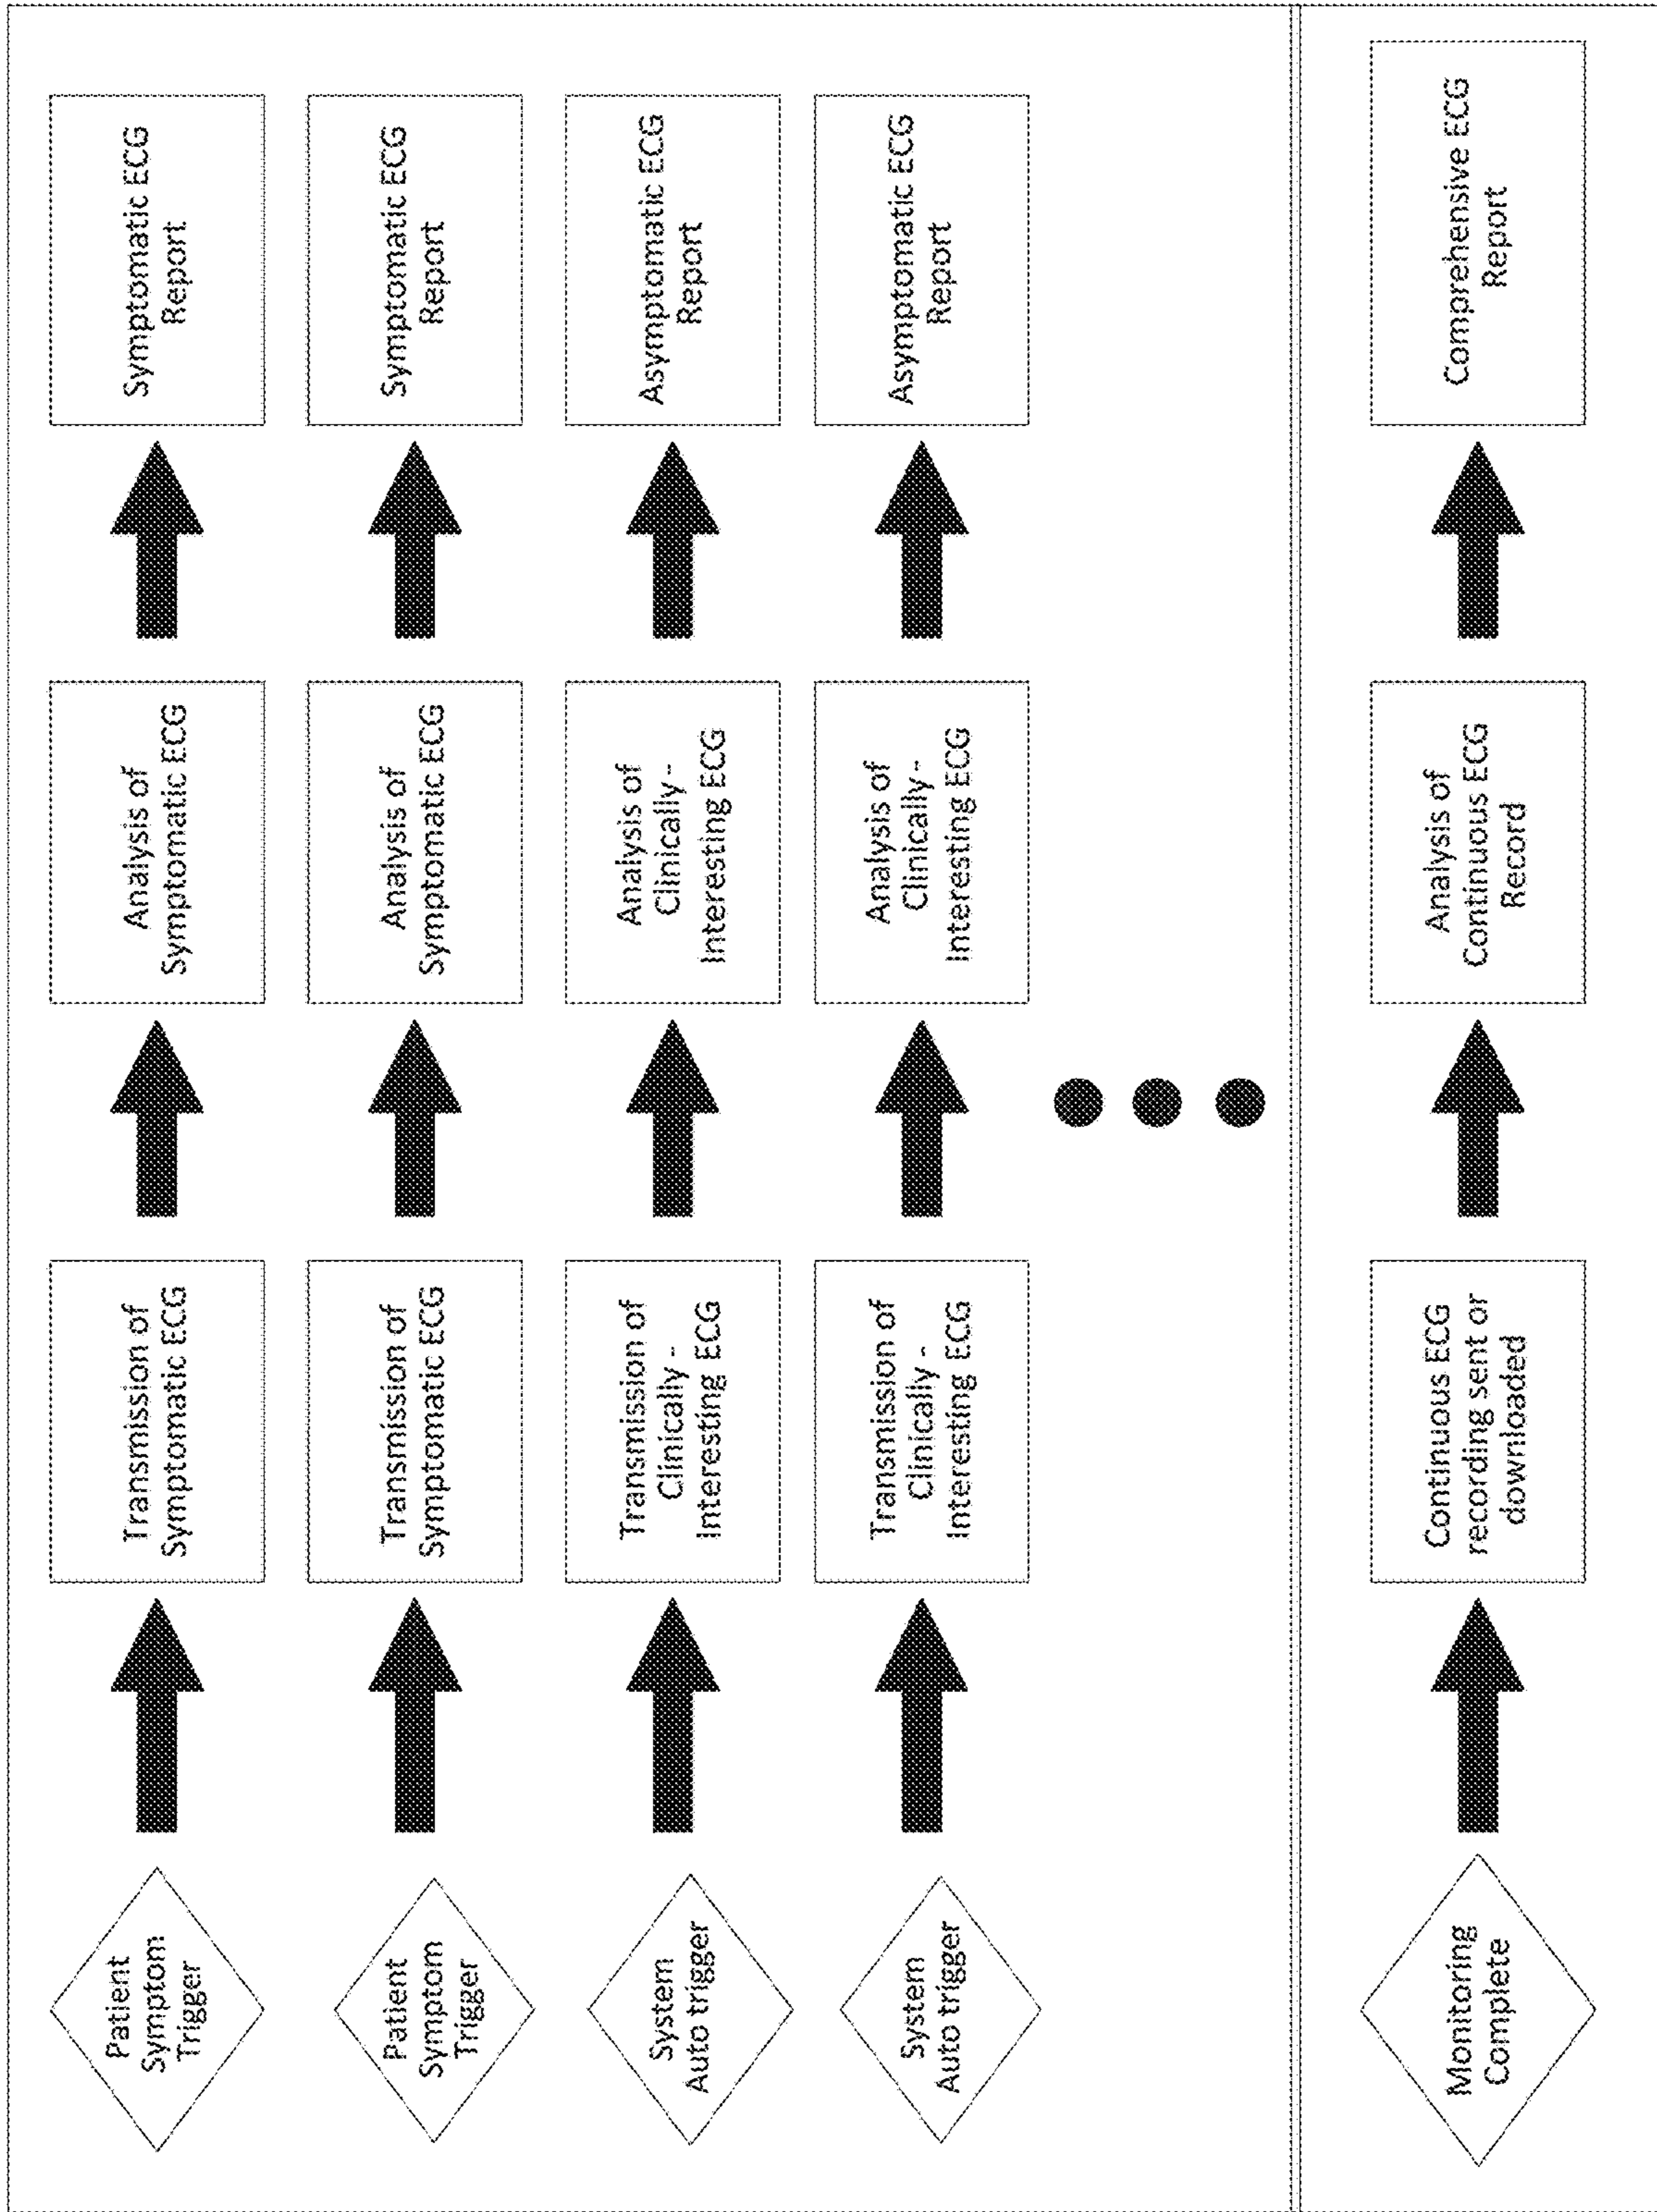 Patient
Symptom
Trigger
Transmission of
Symptomatic ECG
Analysis of
Symptomatic ECG
Symptomatic ECG
Report
Patient
Symptom
Trigger
Transmission of
Symptomatic ECG
Analysis of
Symptomatic ECG
Symptomatic ECG
Report
System
Auto trigger
Transmission of
Clinically -
Interesting ECG
Analysis of
Clinically -
Interesting ECG
Asymptomatic ECG
Report
System
Auto trigger
Transmission of
Clinically -
Interesting ECG
Analysis of
Clinically -
Interesting ECG
Asymptomatic ECG
Report
Monitoring
Complete
Continuous ECG
recording sent or
downloaded
Analysis of
Continuous ECG
Record
Comprehensive ECG
Report